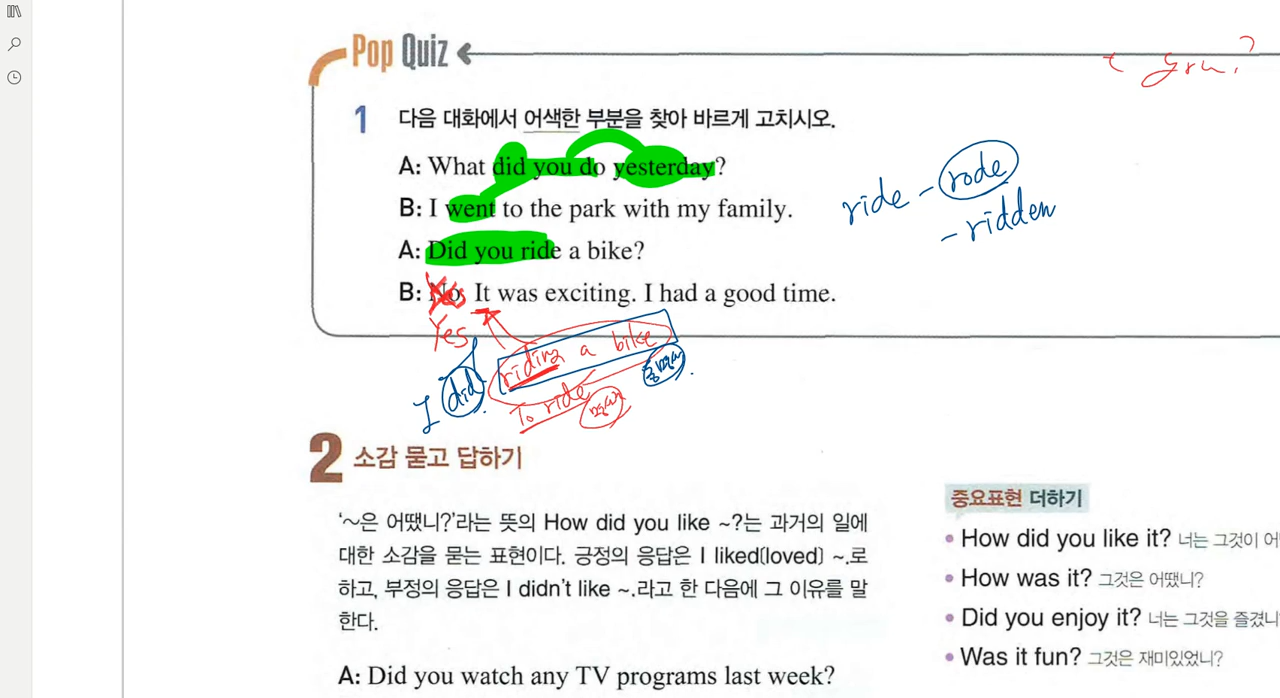 Pop Quiz
1 다음 대화에서 어색한 부분을 찾아 바르게 고치시오.
A: What did you do yesterday?
B: I went to the park with my family.
A: Did you ride a bike?
B: No. It was exciting. I had a good time.
ride - rode
- ridden
Yes
riding a bike
I did.
To ride
2 소감 묻고 답하기
'~은 어땠니?'라는 뜻의 How did you like ~?는 과거의 일에
대한 소감을 묻는 표현이다. 긍정의 응답은 I liked(loved) ~.로
하고, 부정의 응답은 I didn't like ~.라고 한 다음에 그 이유를 말
한다.
A: Did you watch any TV programs last week?
중요표현 더하기
• How did you like it? 너는 그것이 어
• How was it? 그것은 어땠니?
• Did you enjoy it? 너는 그것을 즐겼니
• Was it fun? 그것은 재미있었니?